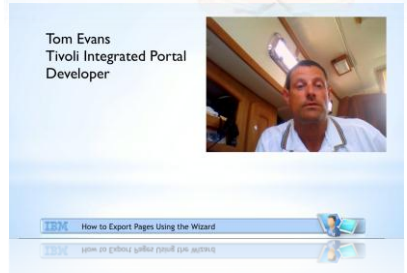 Tom Evans
Tivoli Integrated Portal
Developer
IBM How to Export Pages Using the Wizard